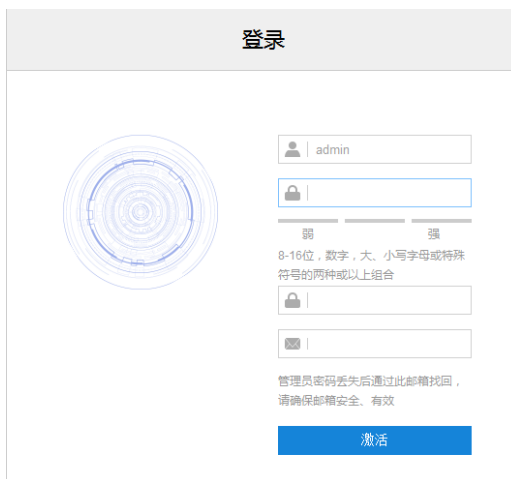 登录
admin
弱 强
8-16位，数字，大、小写字母或特殊
符号的两种或以上组合
管理员密码丢失后通过此邮箱找回，
请确保邮箱安全、有效
激活